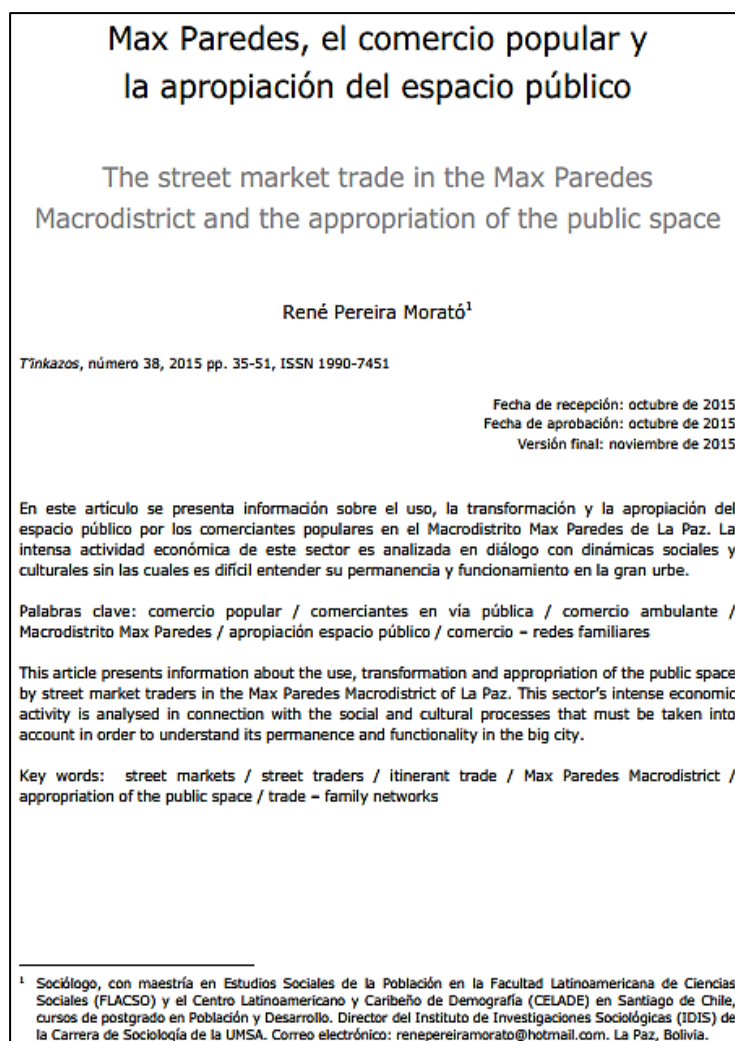 Max Paredes, el comercio popular y
la apropiación del espacio público
The street market trade in the Max Paredes
Macrodistrict and the appropriation of the public space
René Pereira Morató¹
T'inkazos, número 38, 2015 pp. 35-51, ISSN 1990-7451
Fecha de recepción: octubre de 2015
Fecha de aprobación: octubre de 2015
Versión final: noviembre de 2015
En este artículo se presenta información sobre el uso, la transformación y la apropiación del
espacio público por los comerciantes populares en el Macrodistrito Max Paredes de La Paz. La
intensa actividad económica de este sector es analizada en diálogo con dinámicas sociales y
culturales sin las cuales es difícil entender su permanencia y funcionamiento en la gran urbe.
Palabras clave: comercio popular / comerciantes en vía pública / comercio ambulante /
Macrodistrito Max Paredes / apropiación espacio público / comercio – redes familiares
This article presents information about the use, transformation and appropriation of the public space
by street market traders in the Max Paredes Macrodistrict of La Paz. This sector's intense economic
activity is analysed in connection with the social and cultural processes that must be taken into
account in order to understand its permanence and functionality in the big city.
Key words: street markets / street traders / itinerant trade / Max Paredes Macrodistrict /
appropriation of the public space / trade – family networks
¹ Sociólogo, con maestría en Estudios Sociales de la Población en la Facultad Latinoamericana de Ciencias
Sociales (FLACSO) y el Centro Latinoamericano y Caribeño de Demografía (CELADE) en Santiago de Chile,
cursos de postgrado en Población y Desarrollo. Director del Instituto de Investigaciones Sociológicas (IDIS) de
la Carrera de Sociología de la UMSA. Correo electrónico: renepereiramorato@hotmail.com. La Paz, Bolivia.